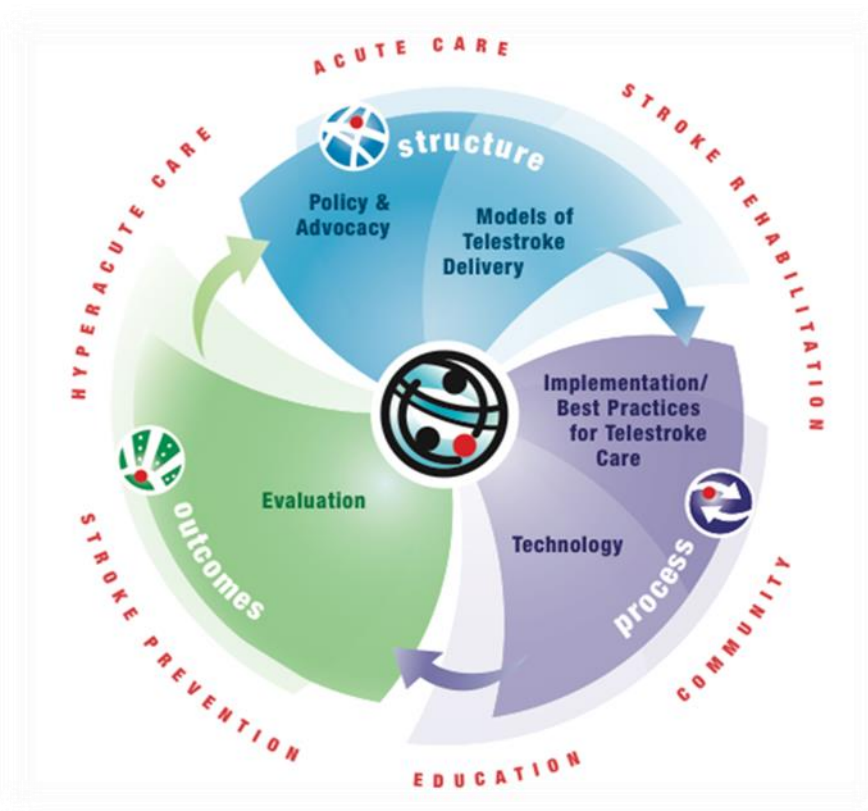 ACUTE CARE
STROKE REHABILITATION
HYPERACUTE CARE
structure
Policy &
Advocacy
Models of
Telestroke
Delivery
Implementation/
Best Practices
for Telestroke
Care
Technology
process
Evaluation
outcomes
COMMUNITY
EDUCATION
STROKE PREVENTION